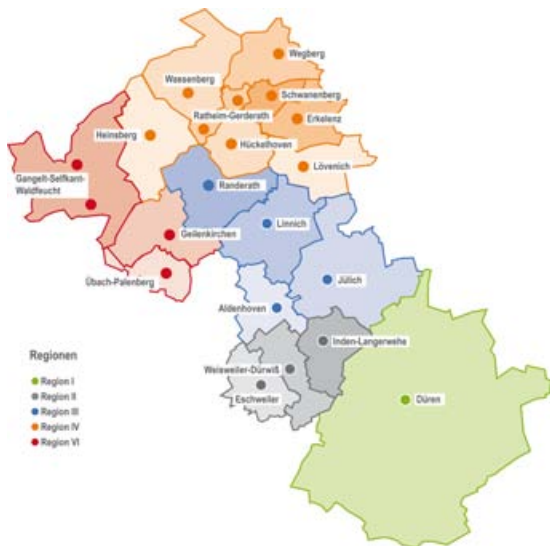 Wegberg
Wassenberg
Schwanenberg
Ratheim-Gerderath
Erkelenz
Heinsberg
Hückelhoven
Lövenich
Gangelt-Selfkant-
Waldfeucht
Randerath
Linnich
Geilenkirchen
Übach-Palenberg
Jülich
Aldenhoven
Inden-Langerwehe
Weisweiler-Dürwiß
Eschweiler
Düren
Regionen
Region I
Region II
Region III
Region IV
Region VI